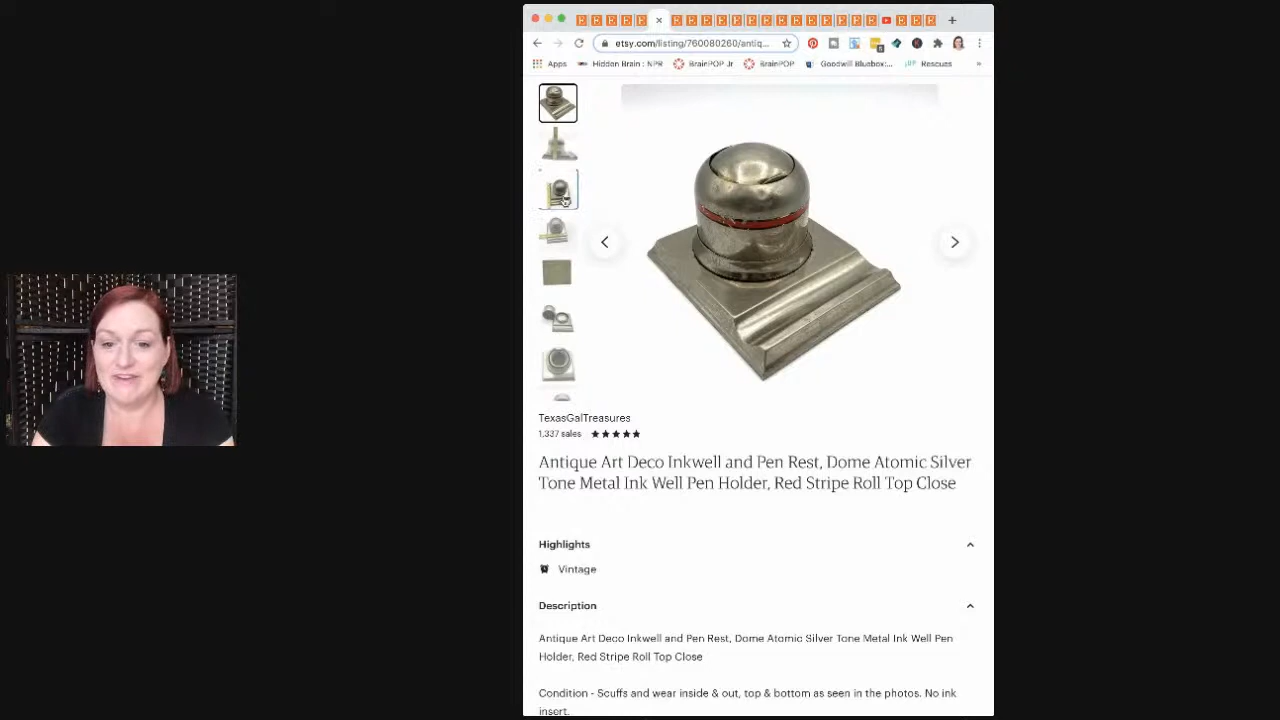 etsy.com/listing/760080260/antiq...
Apps
Hidden Brain : NPR
BrainPOP Jr
BrainPOP
Goodwill Bluebox:...
Rescues
»
TexasGalTreasures
1,337 sales ★★★★★
Antique Art Deco Inkwell and Pen Rest, Dome Atomic Silver
Tone Metal Ink Well Pen Holder, Red Stripe Roll Top Close
Highlights
Vintage
Description
Antique Art Deco Inkwell and Pen Rest, Dome Atomic Silver Tone Metal Ink Well Pen
Holder, Red Stripe Roll Top Close
Condition - Scuffs and wear inside & out, top & bottom as seen in the photos. No ink
insert.